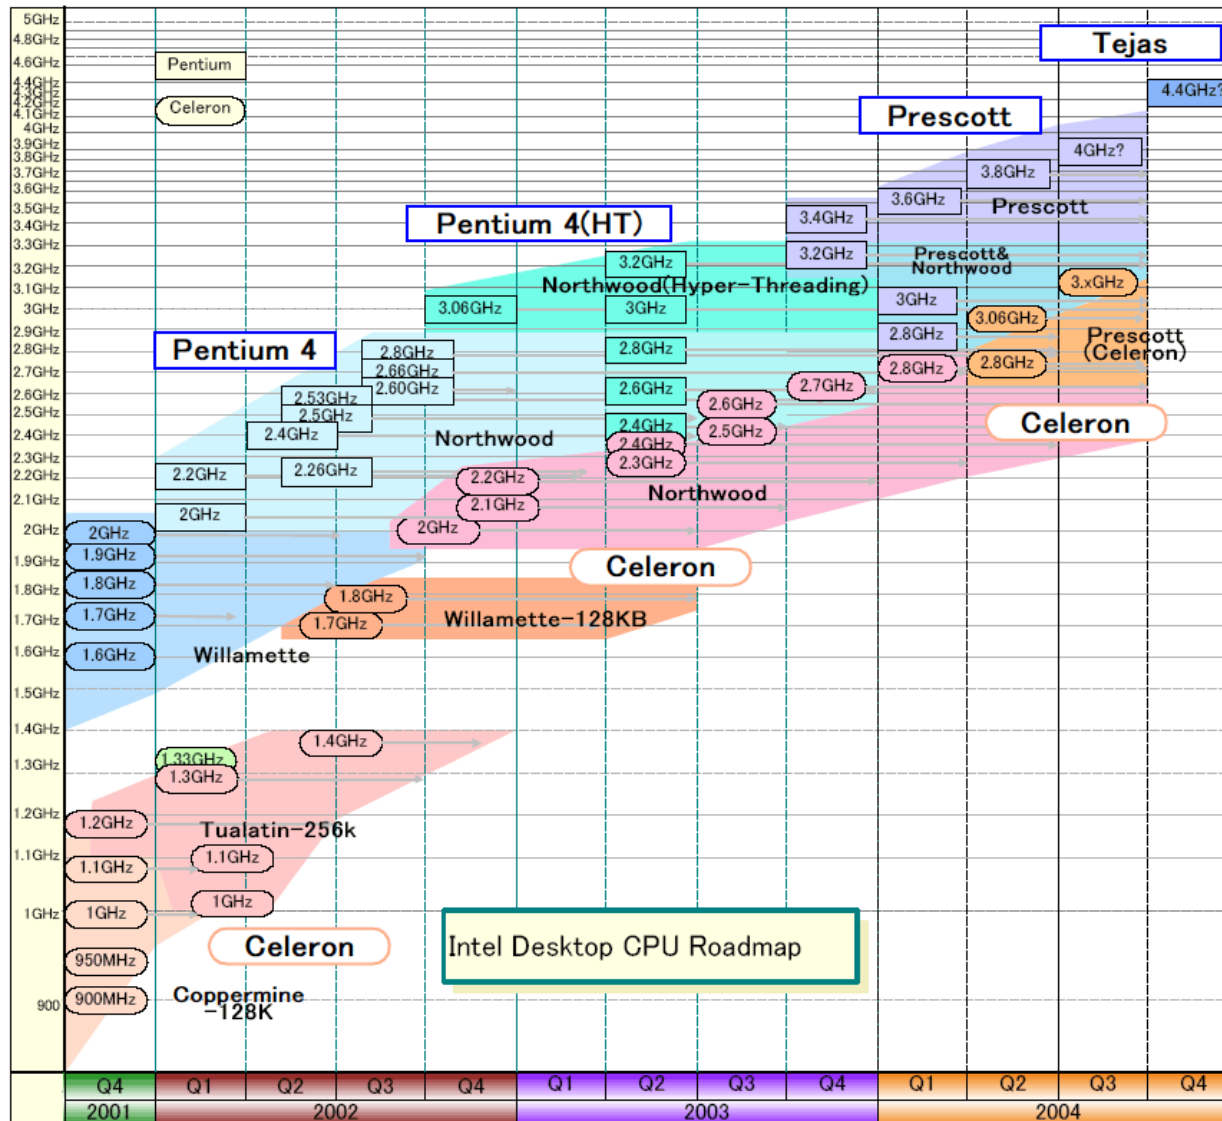 5GHz
4.8GHz
4.6GHz
4.4GHz
4.3GHz
4.2GHz
4.1GHz
4GHz
3.9GHz
3.8GHz
3.7GHz
3.6GHz
3.5GHz
3.4GHz
3.3GHz
3.2GHz
3.1GHz
3GHz
2.9GHz
2.8GHz
2.7GHz
2.6GHz
2.5GHz
2.4GHz
2.3GHz
2.2GHz
2.1GHz
2GHz
1.9GHz
1.8GHz
1.7GHz
1.6GHz
1.5GHz
1.4GHz
1.3GHz
1.2GHz
1.1GHz
1GHz
900
Pentium
Celeron
Tejas
4.4GHz?
Prescott
4GHz?
3.8GHz
3.6GHz
Prescott
3.4GHz
3.2GHz
Prescott&
Northwood
3.xGHz
3GHz
3.06GHz
2.8GHz
Prescott
(Celeron)
2.8GHz
2.8GHz
Pentium 4(HT)
3.2GHz
Northwood(Hyper-Threading)
3.06GHz
3GHz
2.8GHz
2.6GHz
2.4GHz
2.7GHz
2.6GHz
2.5GHz
2.4GHz
2.3GHz
Celeron
Pentium 4
2.8GHz
2.66GHz
2.60GHz
2.53GHz
2.5GHz
2.4GHz
Northwood
2.2GHz
2.26GHz
2GHz
2.2GHz
2.1GHz
2GHz
Northwood
Celeron
2GHz
1.9GHz
1.8GHz
1.7GHz
1.6GHz
Willamette
1.8GHz
1.7GHz
Willamette-128KB
1.4GHz
1.33GHz
1.3GHz
1.2GHz
Tualatin-256k
1.1GHz
1.1GHz
1GHz
1GHz
Celeron
950MHz
900MHz
Coppermine
-128K
Intel Desktop CPU Roadmap
Q4 Q1 Q2 Q3 Q4 Q1 Q2 Q3 Q4 Q1 Q2 Q3 Q4
2001 2002 2003 2004